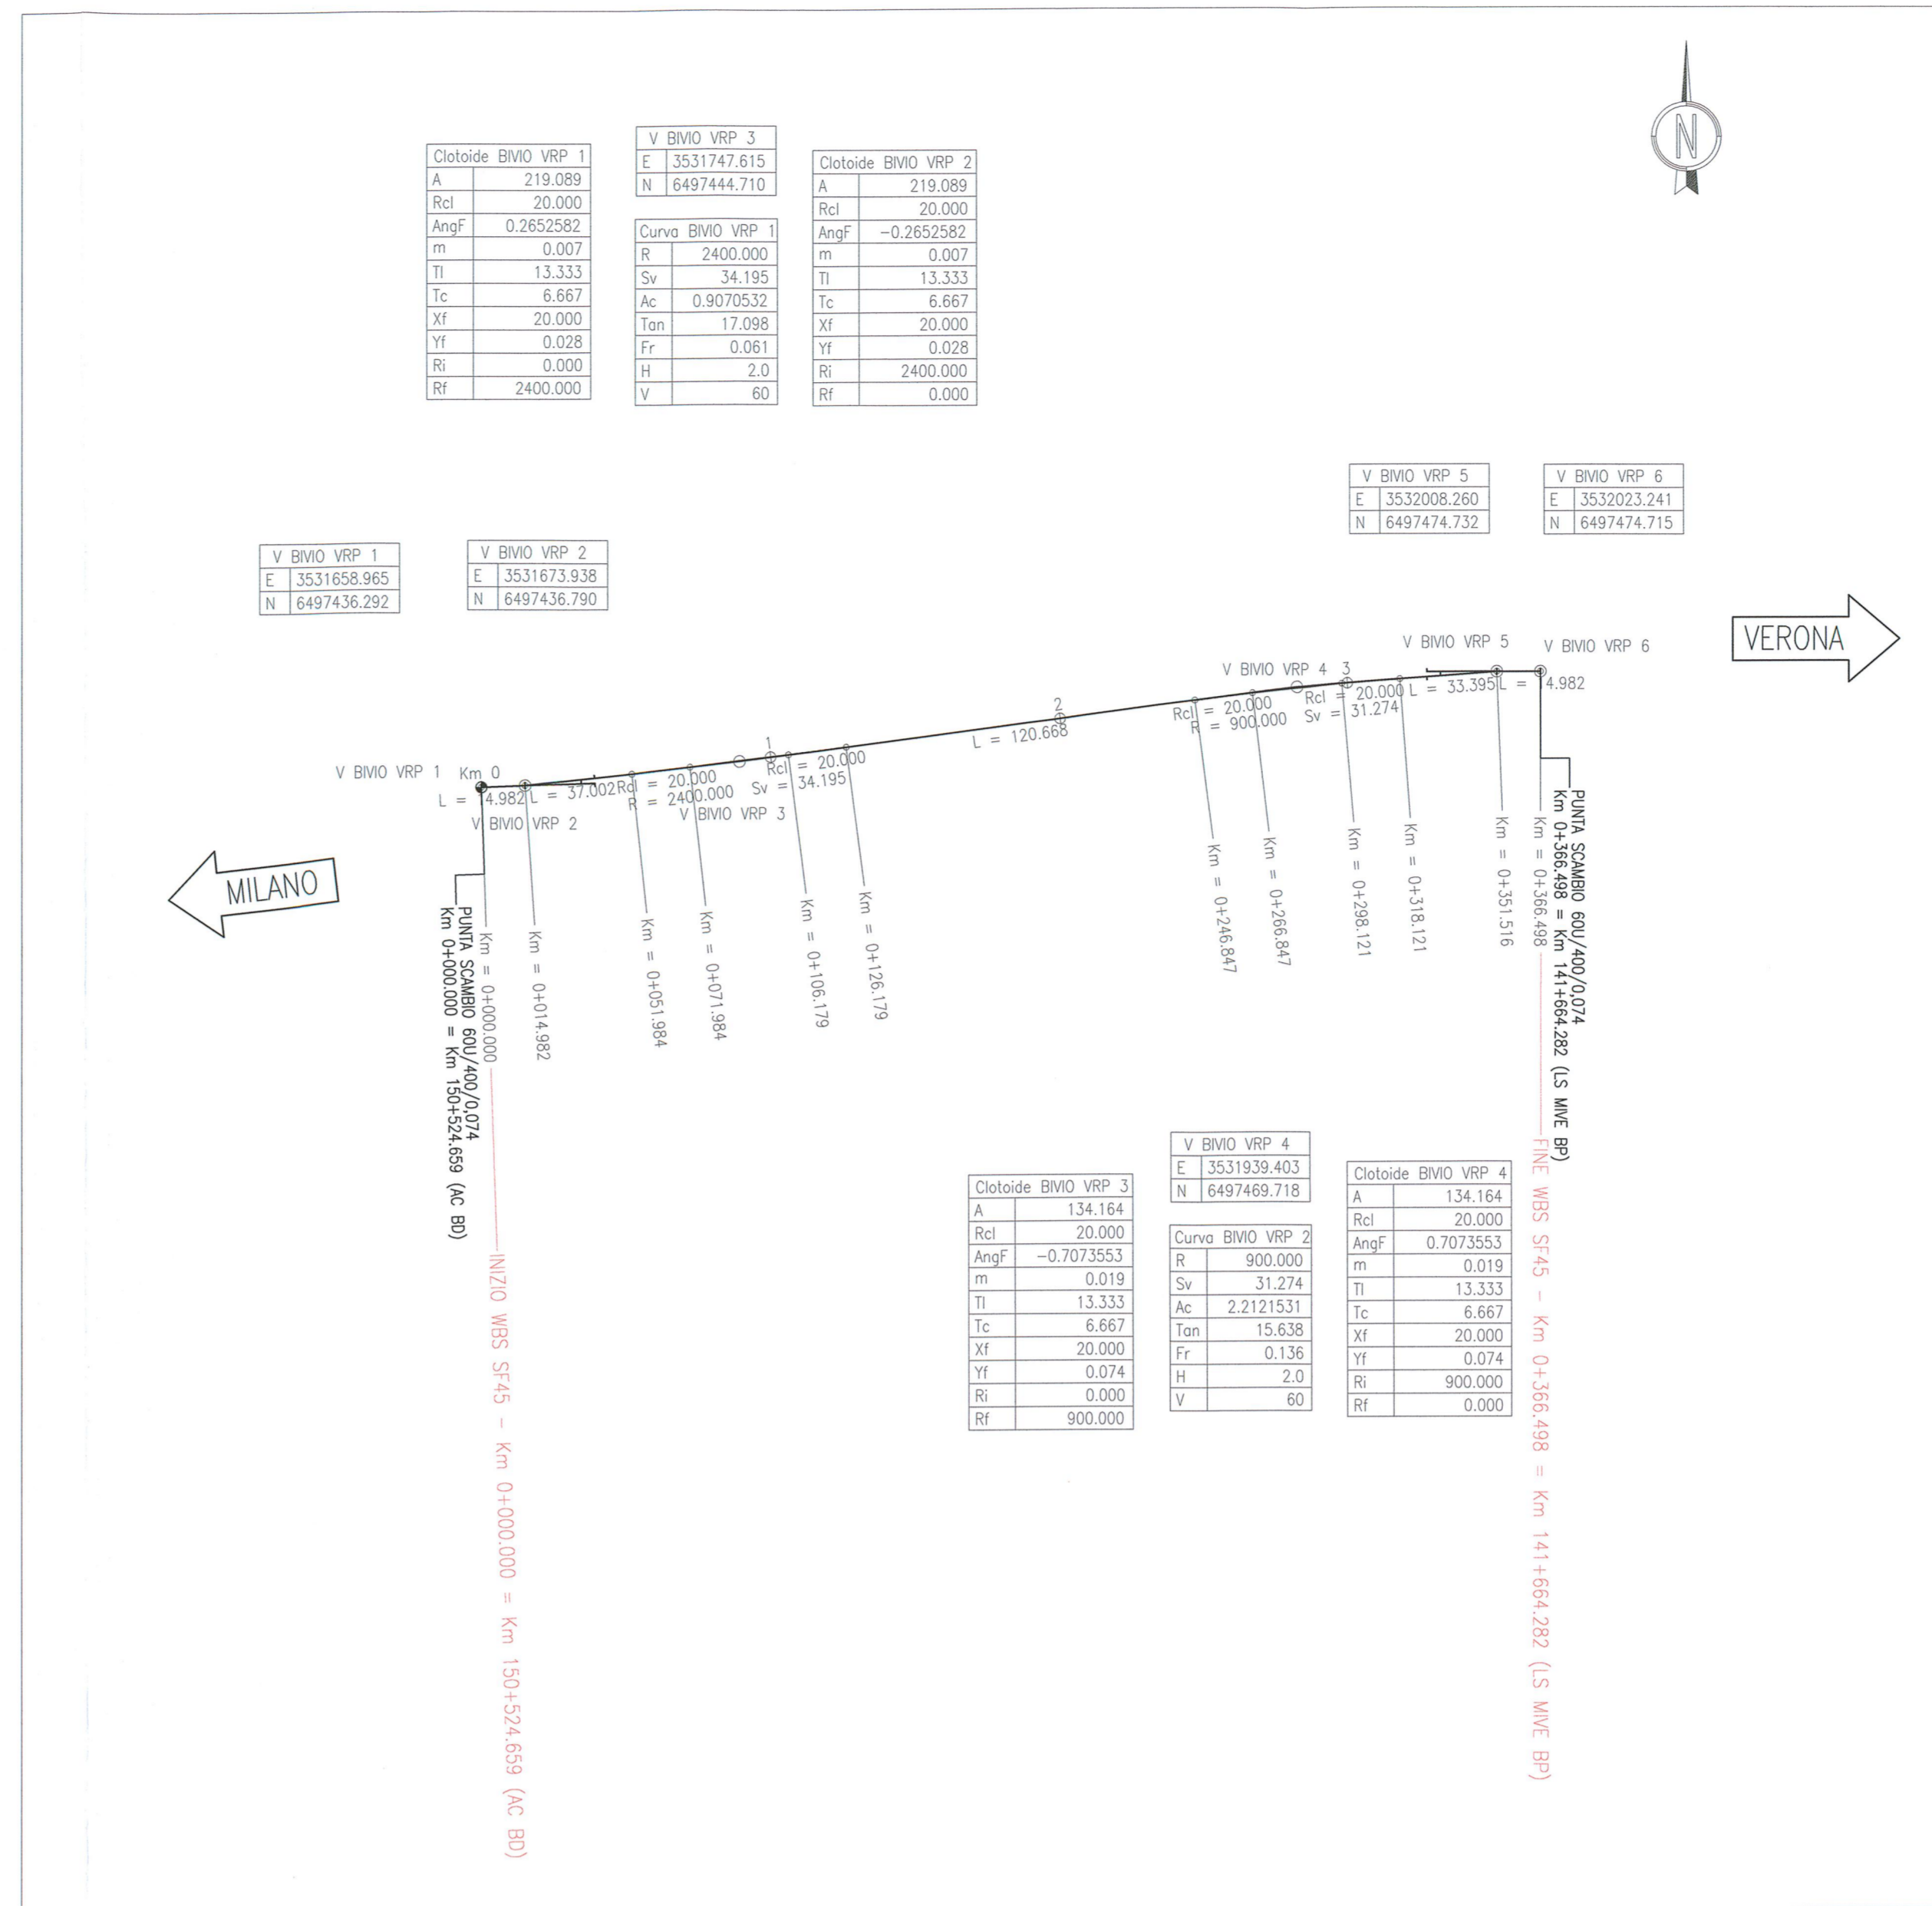 N
Clotoide BIVIO VRP 1
A 219.089
Rcl 20.000
AngF 0.2652582
m 0.007
Tl 13.333
Tc 6.667
Xf 20.000
Yf 0.028
Ri 0.000
Rf 2400.000
V BIVIO VRP 3
E 3531747.615
N 6497444.710
Curva BIVIO VRP 1
R 2400.000
Sv 34.195
Ac 0.9070532
Tan 17.098
Fr 0.061
H 2.0
V 60
Clotoide BIVIO VRP 2
A 219.089
Rcl 20.000
AngF −0.2652582
m 0.007
Tl 13.333
Tc 6.667
Xf 20.000
Yf 0.028
Ri 2400.000
Rf 0.000
V BIVIO VRP 5
E 3532008.260
N 6497474.732
V BIVIO VRP 6
E 3532023.241
N 6497474.715
V BIVIO VRP 1
E 3531658.965
N 6497436.292
V BIVIO VRP 2
E 3531673.938
N 6497436.790
VERONA
MILANO
V BIVIO VRP 1
Km 0
L = 14.982
V BIVIO VRP 2
L = 37.002
Rcl = 20.000
R = 2400.000
V BIVIO VRP 3
1
Rcl = 20.000
Sv = 34.195
2
L = 120.668
V BIVIO VRP 4
3
Rcl = 20.000
R = 900.000
Rcl = 20.000
Sv = 31.274
L = 33.395
V BIVIO VRP 5
L = 14.982
V BIVIO VRP 6
Km = 0+000.000
Km = 0+014.982
Km = 0+051.984
Km = 0+071.984
Km = 0+106.179
Km = 0+126.179
Km = 0+246.847
Km = 0+266.847
Km = 0+298.121
Km = 0+318.121
Km = 0+351.516
Km = 0+366.498
PUNTA SCAMBIO 60U/400/0,074
Km 0+000.000 = Km 150+524.659 (AC BD)
INIZIO WBS SF45 − Km 0+000.000 = Km 150+524.659 (AC BD)
PUNTA SCAMBIO 60U/400/0,074
Km 0+366.498 = Km 141+664.282 (LS MIVE BP)
FINE WBS SF45 − Km 0+366.498 = Km 141+664.282 (LS MIVE BP)
Clotoide BIVIO VRP 3
A 134.164
Rcl 20.000
AngF −0.7073553
m 0.019
Tl 13.333
Tc 6.667
Xf 20.000
Yf 0.074
Ri 0.000
Rf 900.000
V BIVIO VRP 4
E 3531939.403
N 6497469.718
Curva BIVIO VRP 2
R 900.000
Sv 31.274
Ac 2.2121531
Tan 15.638
Fr 0.136
H 2.0
V 60
Clotoide BIVIO VRP 4
A 134.164
Rcl 20.000
AngF 0.7073553
m 0.019
Tl 13.333
Tc 6.667
Xf 20.000
Yf 0.074
Ri 900.000
Rf 0.000